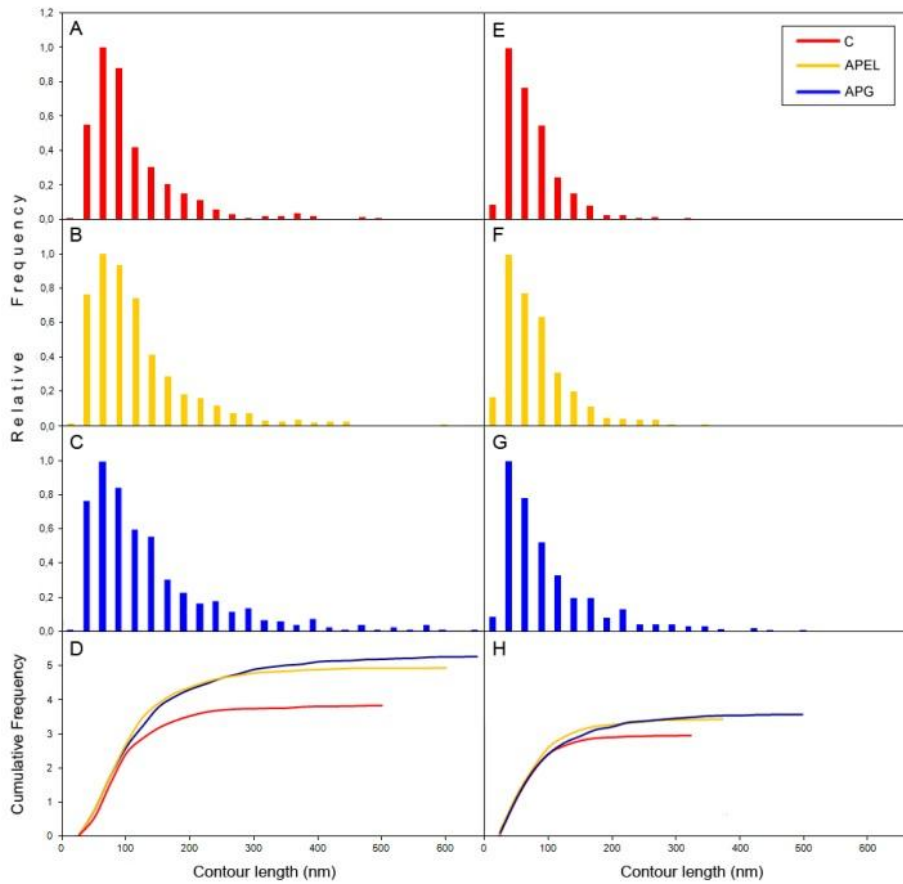 A
E
C
APEL
APG
1,2
1,0
0,8
0,6
0,4
0,2
0,0
B
F
1,0
0,8
0,6
0,4
0,2
0,0
Relative Frequency
C
G
1,0
0,8
0,6
0,4
0,2
0,0
D
H
5
4
3
2
1
0
Cumulative Frequency
0 100 200 300 400 500 600
0 100 200 300 400 500 600
Contour length (nm)
Contour length (nm)